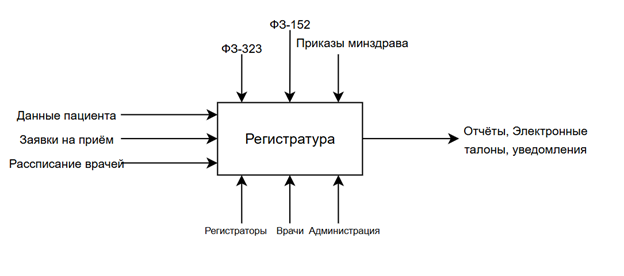 ФЗ-152
ФЗ-323
Приказы минздрава
Данные пациента
Заявки на приём
Рассписание врачей
Регистратура
Отчёты, Электронные
талоны, уведомления
Регистраторы
Врачи
Администрация